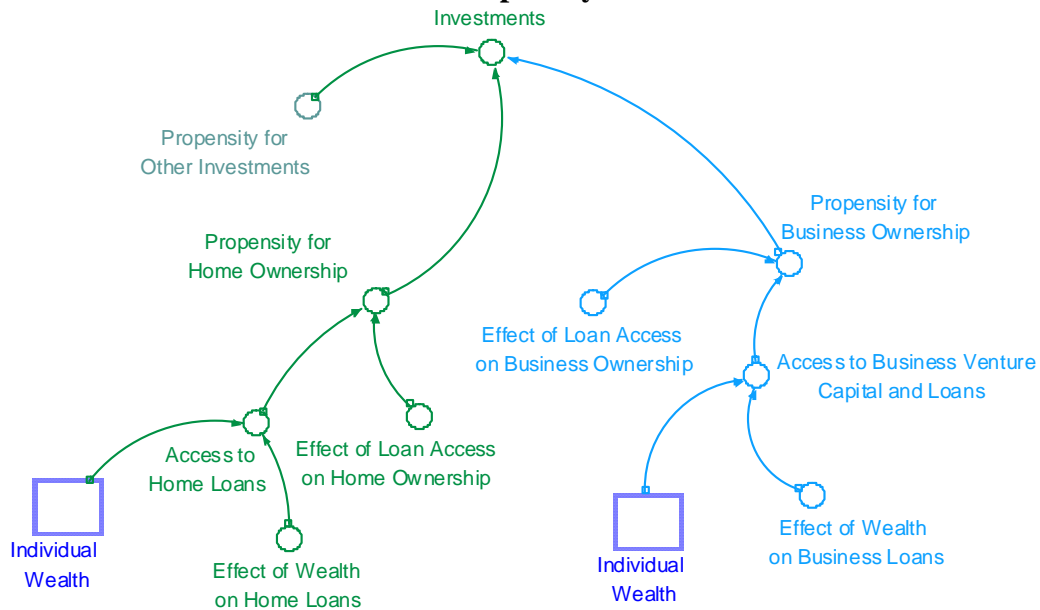 Investments
Propensity for
Other Investments
Propensity for
Business Ownership
Propensity for
Home Ownership
Effect of Loan Access
on Business Ownership
Access to Business Venture
Capital and Loans
Access to
Home Loans
Effect of Loan Access
on Home Ownership
Individual
Wealth
Effect of Wealth
on Home Loans
Individual
Wealth
Effect of Wealth
on Business Loans